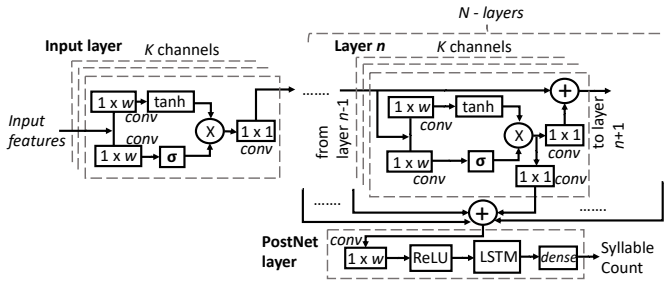 N - layers
Input layer
K channels
Layer n
K channels
1 x w
tanh
conv
Input
features
conv
X
1 x 1
conv
1 x w
σ
.......
from
layer n-1
1 x w
tanh
conv
conv
X
1 x w
σ
conv
+
1 x 1
conv
1 x 1
conv
to layer
n+1
.......
+
.......
PostNet
layer
conv
1 x w
ReLU
LSTM
dense
Syllable
Count